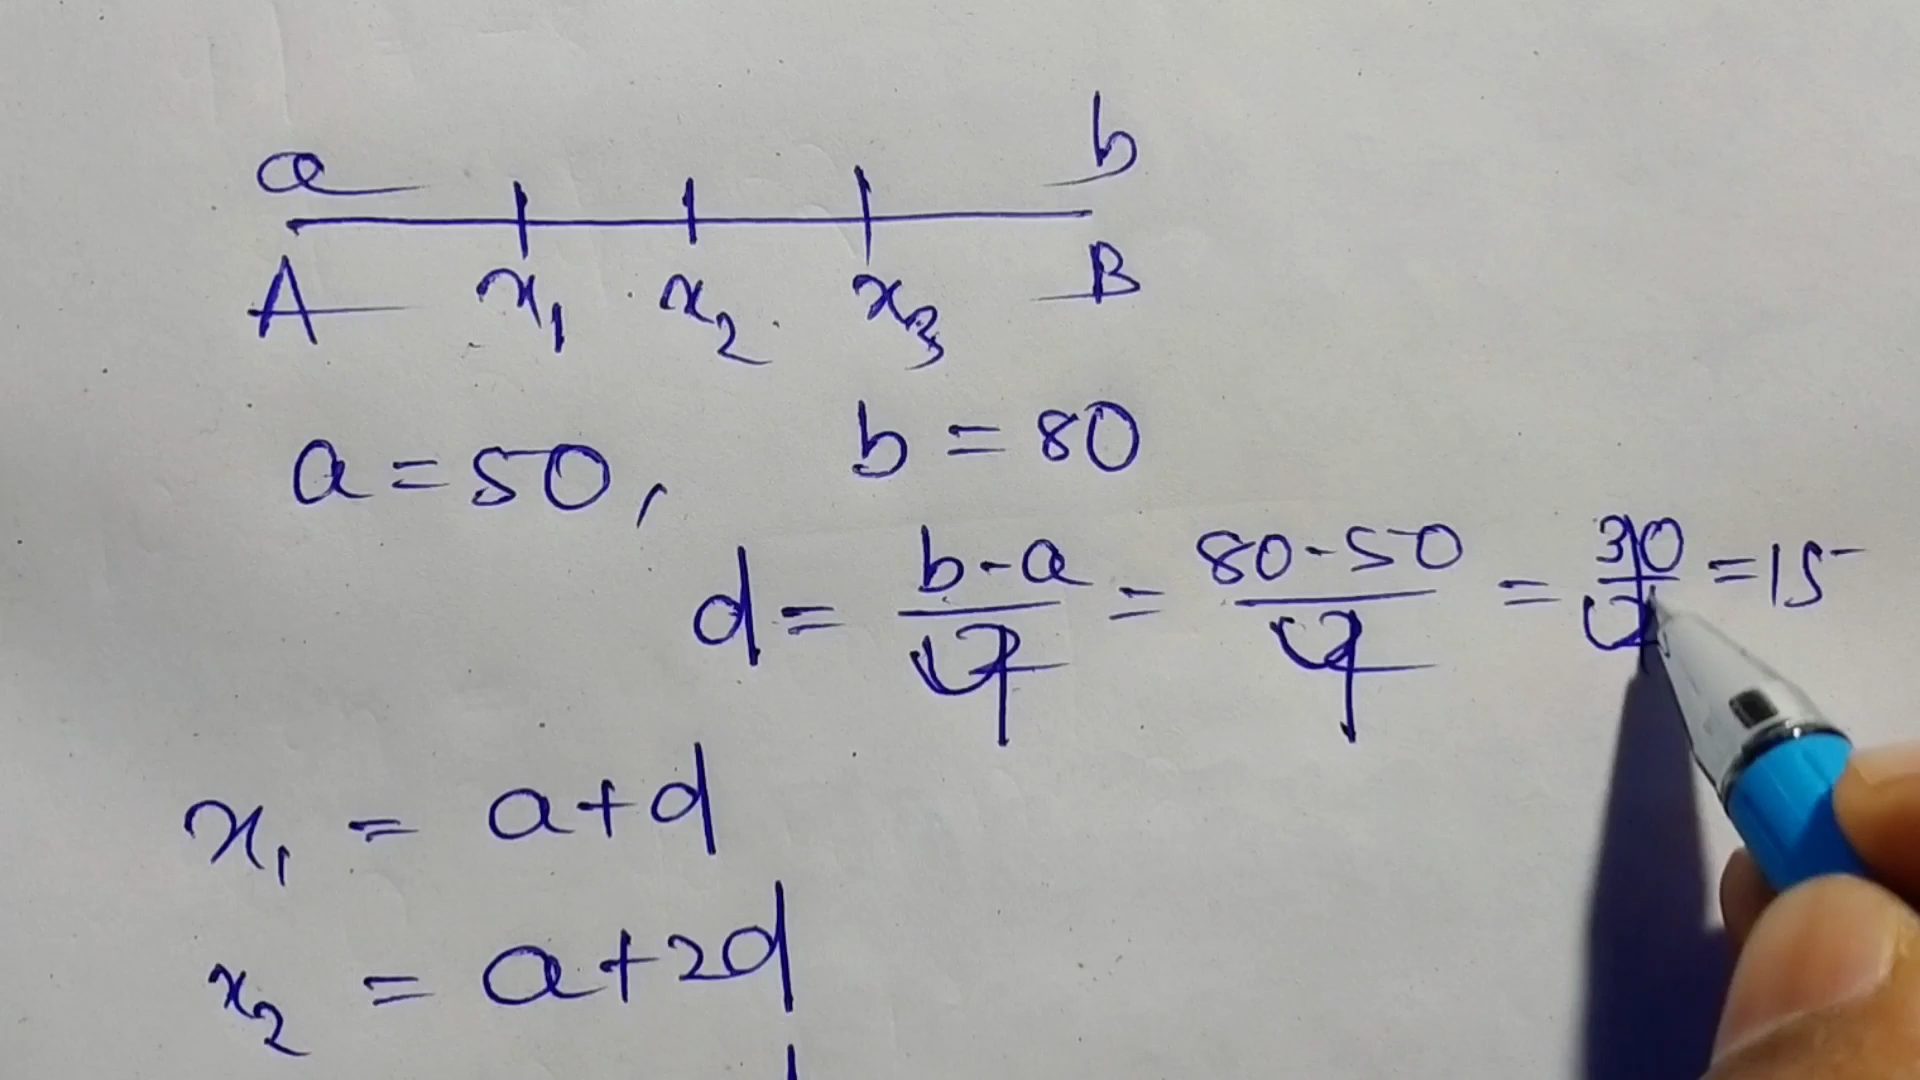 a b
A x₁ x₂ x₃ B
a = 50, b = 80
d = b-a/4 = 80-50/4 = 30/2 = 15
x₁ = a+d
x₂ = a+2d